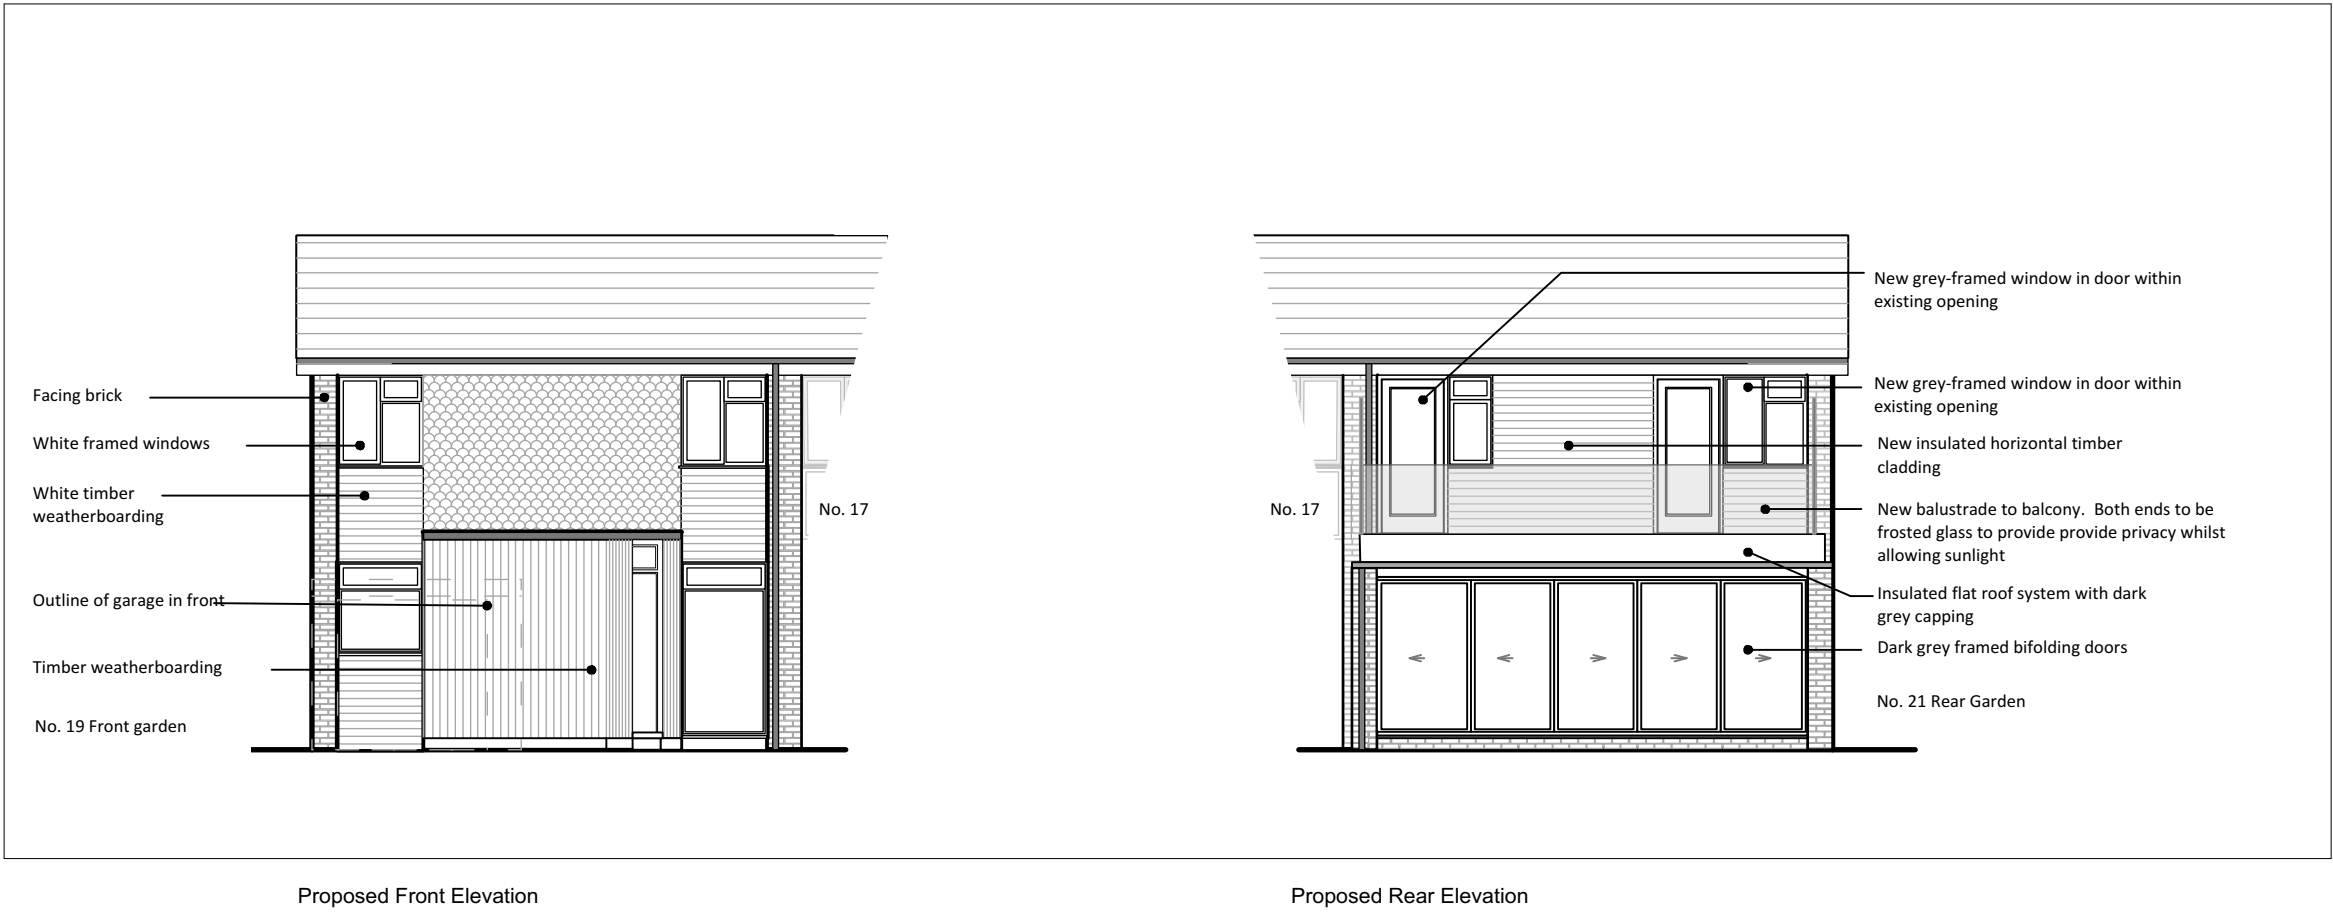 Facing brick
White framed windows
White timber
weatherboarding
Outline of garage in front
Timber weatherboarding
No. 19 Front garden
No. 17
No. 17
New grey-framed window in door within
existing opening
New grey-framed window in door within
existing opening
New insulated horizontal timber
cladding
New balustrade to balcony.  Both ends to be
frosted glass to provide provide privacy whilst
allowing sunlight
Insulated flat roof system with dark
grey capping
Dark grey framed bifolding doors
No. 21 Rear Garden
Proposed Front Elevation
Proposed Rear Elevation